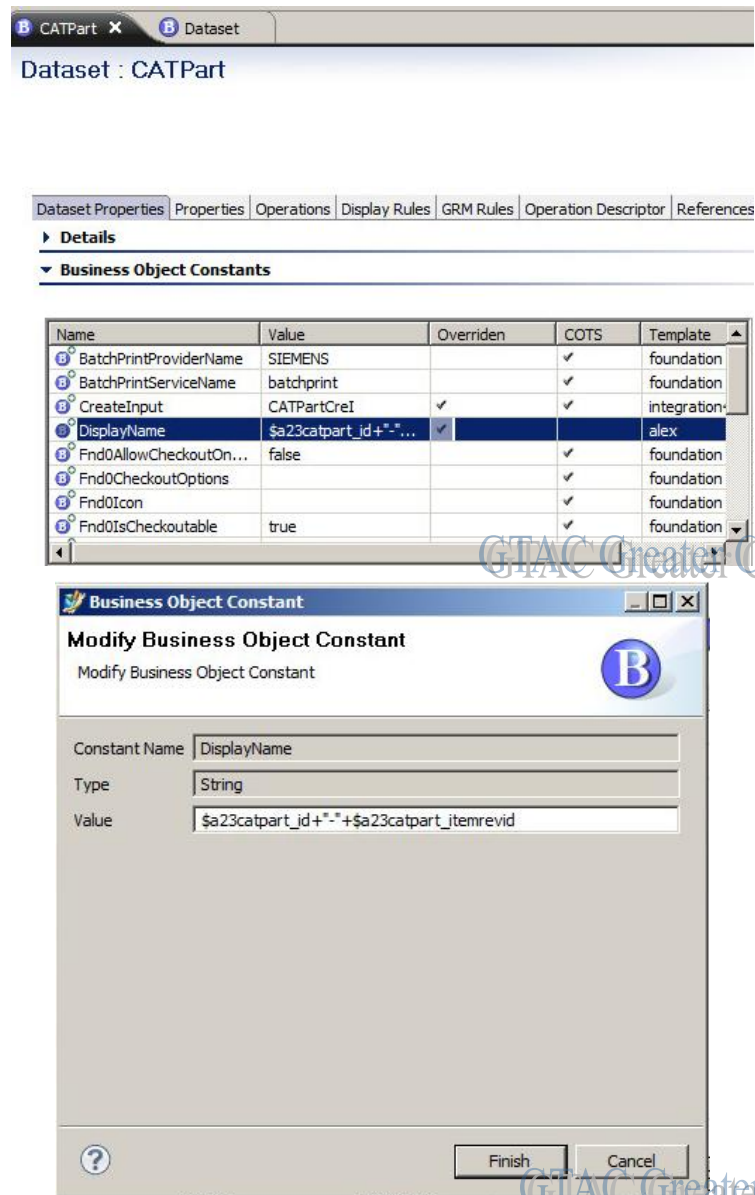 CATPart Dataset
Dataset : CATPart
Dataset Properties Properties Operations Display Rules GRM Rules Operation Descriptor References
Details
Business Object Constants
Name Value Overriden COTS Template
BatchPrintProviderName SIEMENS foundation
BatchPrintServiceName batchprint foundation
CreateInput CATPartCreI integration
DisplayName $a23catpart_id+"-"... alex
Fnd0AllowCheckoutOn... false foundation
Fnd0CheckoutOptions foundation
Fnd0Icon foundation
Fnd0IsCheckoutable true foundation
GTAC Greater
Business Object Constant
Modify Business Object Constant
Modify Business Object Constant
B
Constant Name DisplayName
Type String
Value $a23catpart_id+"-"+$a23catpart_itemrevid
? Finish Cancel
GTAC Greater